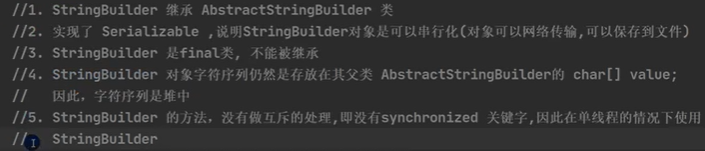 //1. StringBuilder 继承 AbstractStringBuilder 类
//2. 实现了 Serializable ,说明StringBuilder对象是可以串行化(对象可以网络传输,可以保存到文件)
//3. StringBuilder 是final类, 不能被继承
//4. StringBuilder 对象字符序列仍然是存放在其父类 AbstractStringBuilder的 char[] value;
// 因此，字符序列是堆中
//5. StringBuilder 的方法，没有做互斥的处理,即没有synchronized 关键字,因此在单线程的情况下使用
// StringBuilder